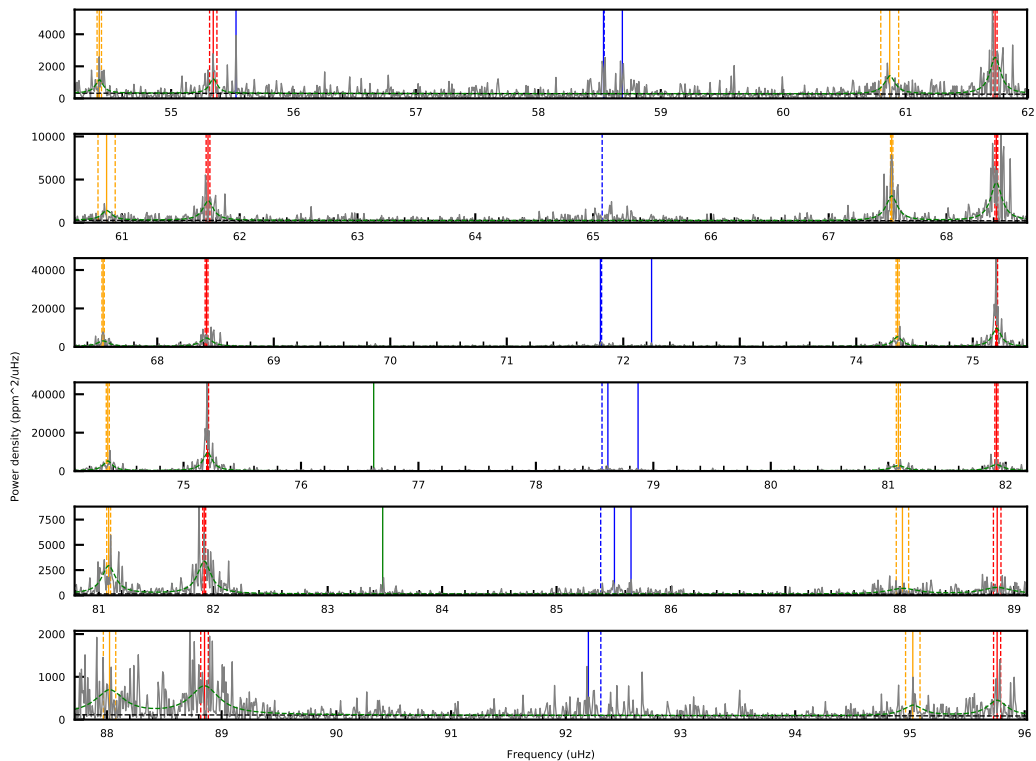 4000
2000
0
55 56 57 58 59 60 61 62
10000
5000
0
61 62 63 64 65 66 67 68
40000
20000
0
68 69 70 71 72 73 74 75
40000
20000
0
75 76 77 78 79 80 81 82
7500
5000
2500
0
81 82 83 84 85 86 87 88 89
2000
1000
0
88 89 90 91 92 93 94 95 96
Power density (ppm^2/uHz)
Frequency (uHz)